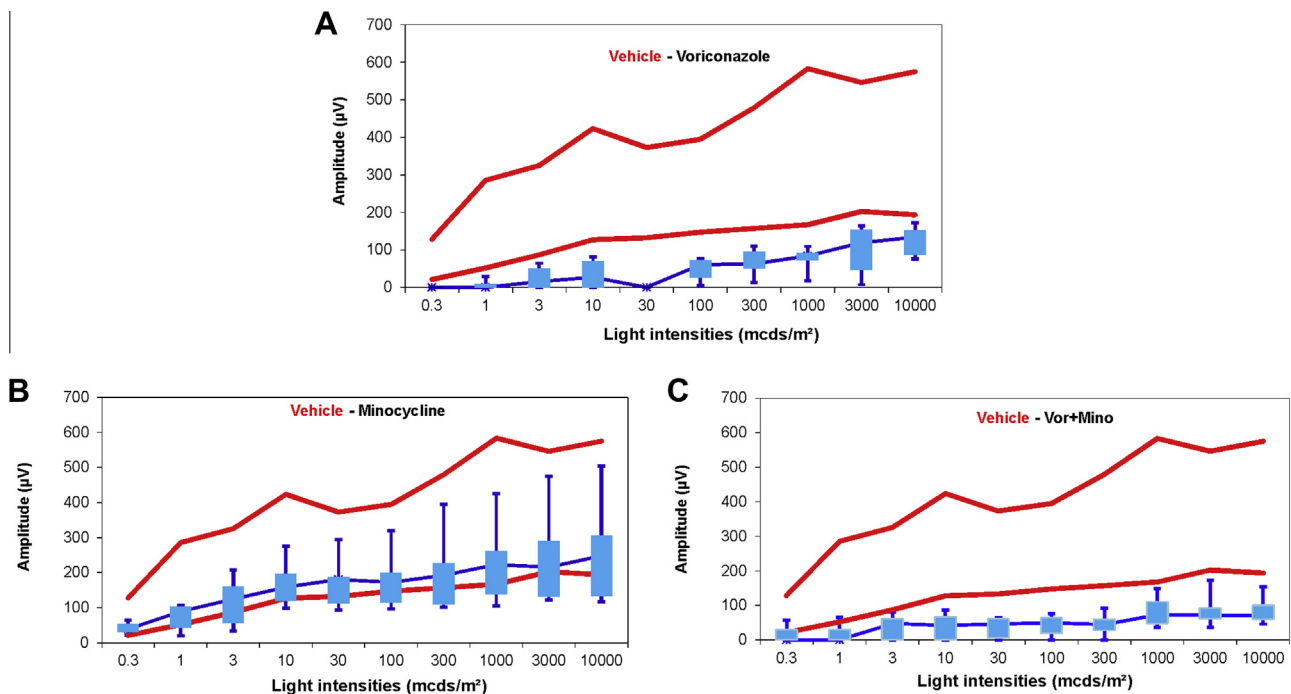 A
Vehicle - Voriconazole
Amplitude (µV)
700
600
500
400
300
200
100
0
0.3 1 3 10 30 100 300 1000 3000 10000
Light intensities (mcds/m²)
B
Vehicle - Minocycline
Amplitude (µV)
700
600
500
400
300
200
100
0
0.3 1 3 10 30 100 300 1000 3000 10000
Light intensities (mcds/m²)
C
Vehicle - Vor+Mino
Amplitude (µV)
700
600
500
400
300
200
100
0
0.3 1 3 10 30 100 300 1000 3000 10000
Light intensities (mcds/m²)